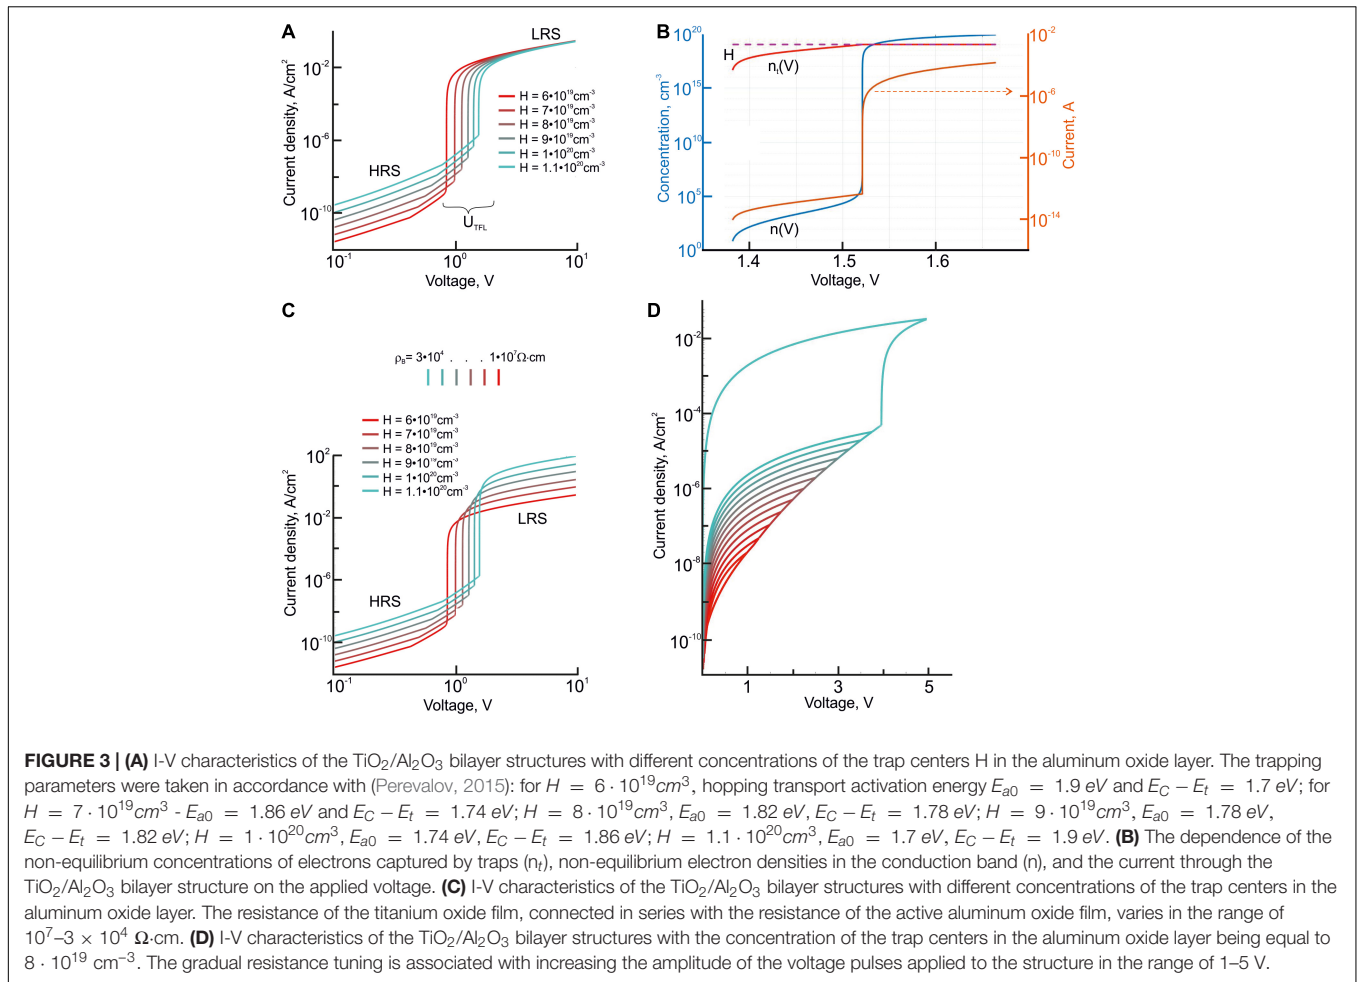 A
LRS
10⁻²
H = 6•10¹⁹cm⁻³
H = 7•10¹⁹cm⁻³
H = 8•10¹⁹cm⁻³
H = 9•10¹⁹cm⁻³
H = 1•10²⁰cm⁻³
H = 1.1•10²⁰cm⁻³
10⁻⁶
HRS
10⁻¹⁰
U_TFL
10⁻¹
10⁰
10¹
Voltage, V
Current density, A/cm²
B
10²⁰
10¹⁵
10¹⁰
10⁵
10⁰
Concentration, cm⁻³
H
nₜ(V)
n(V)
10⁻²
10⁻⁶
10⁻¹⁰
10⁻¹⁴
Current, A
1.4
1.5
1.6
Voltage, V
C
ρ_B= 3•10⁴ . . . 1•10⁷Ω·cm
H = 6•10¹⁹cm⁻³
H = 7•10¹⁹cm⁻³
H = 8•10¹⁹cm⁻³
H = 9•10¹⁹cm⁻³
H = 1•10²⁰cm⁻³
H = 1.1•10²⁰cm⁻³
10²
10⁻²
LRS
10⁻⁶
HRS
10⁻¹⁰
10⁻¹
10⁰
10¹
Voltage, V
Current density, A/cm²
D
10⁻²
10⁻⁴
10⁻⁶
10⁻⁸
10⁻¹⁰
1
3
5
Voltage, V
Current density, A/cm²
FIGURE 3 | (A) I-V characteristics of the TiO₂/Al₂O₃ bilayer structures with different concentrations of the trap centers H in the aluminum oxide layer. The trapping
parameters were taken in accordance with (Perevalov, 2015): for H = 6 · 10¹⁹cm³, hopping transport activation energy Eₐ₀ = 1.9 eV and E_C − Eₜ = 1.7 eV; for
H = 7 · 10¹⁹cm³ - Eₐ₀ = 1.86 eV and E_C − Eₜ = 1.74 eV; H = 8 · 10¹⁹cm³, Eₐ₀ = 1.82 eV, E_C − Eₜ = 1.78 eV; H = 9 · 10¹⁹cm³, Eₐ₀ = 1.78 eV,
E_C − Eₜ = 1.82 eV; H = 1 · 10²⁰cm³, Eₐ₀ = 1.74 eV, E_C − Eₜ = 1.86 eV; H = 1.1 · 10²⁰cm³, Eₐ₀ = 1.7 eV, E_C − Eₜ = 1.9 eV. (B) The dependence of the
non-equilibrium concentrations of electrons captured by traps (nₜ), non-equilibrium electron densities in the conduction band (n), and the current through the
TiO₂/Al₂O₃ bilayer structure on the applied voltage. (C) I-V characteristics of the TiO₂/Al₂O₃ bilayer structures with different concentrations of the trap centers in the
aluminum oxide layer. The resistance of the titanium oxide film, connected in series with the resistance of the active aluminum oxide film, varies in the range of
10⁷–3 × 10⁴ Ω·cm. (D) I-V characteristics of the TiO₂/Al₂O₃ bilayer structures with the concentration of the trap centers in the aluminum oxide layer being equal to
8 · 10¹⁹ cm⁻³. The gradual resistance tuning is associated with increasing the amplitude of the voltage pulses applied to the structure in the range of 1–5 V.